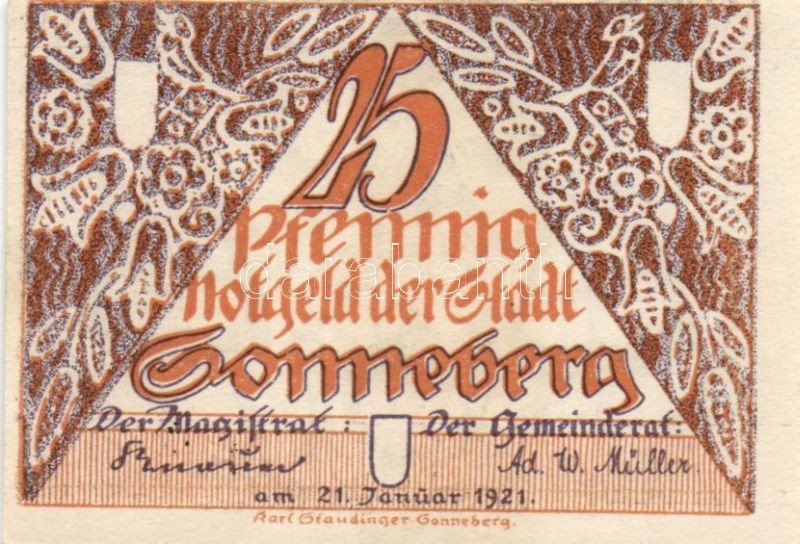 25
Pfennig
Notgeld der Stadt
Sonneberg
Der Magistrat: Der Gemeinderat:
Ad. W. Müller.
am 21. Januar 1921.
Karl Staudinger-Sonneberg.
darabanth